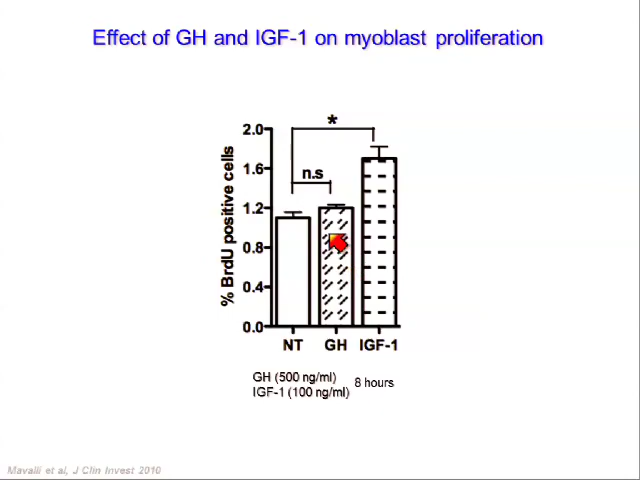 Effect of GH and IGF-1 on myoblast proliferation
*
2.0
n.s
1.6
1.2
0.8
0.4
0.0
% BrdU positive cells
NT GH IGF-1
GH (500 ng/ml)
IGF-1 (100 ng/ml)
8 hours
Mavalli et al, J Clin Invest 2010